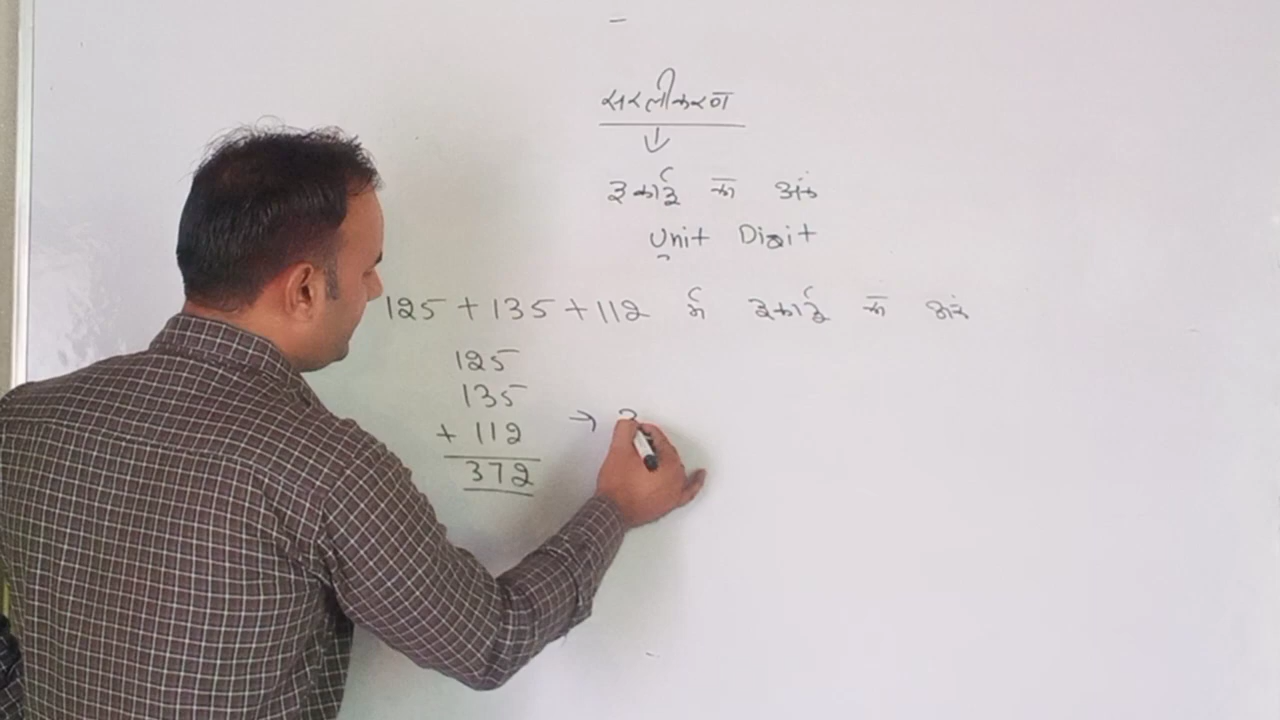 सरलीकरण
इकाई का अंक
Unit Digit
125 + 135 + 112 में इकाई का अंक
125
135
+ 112 →
372